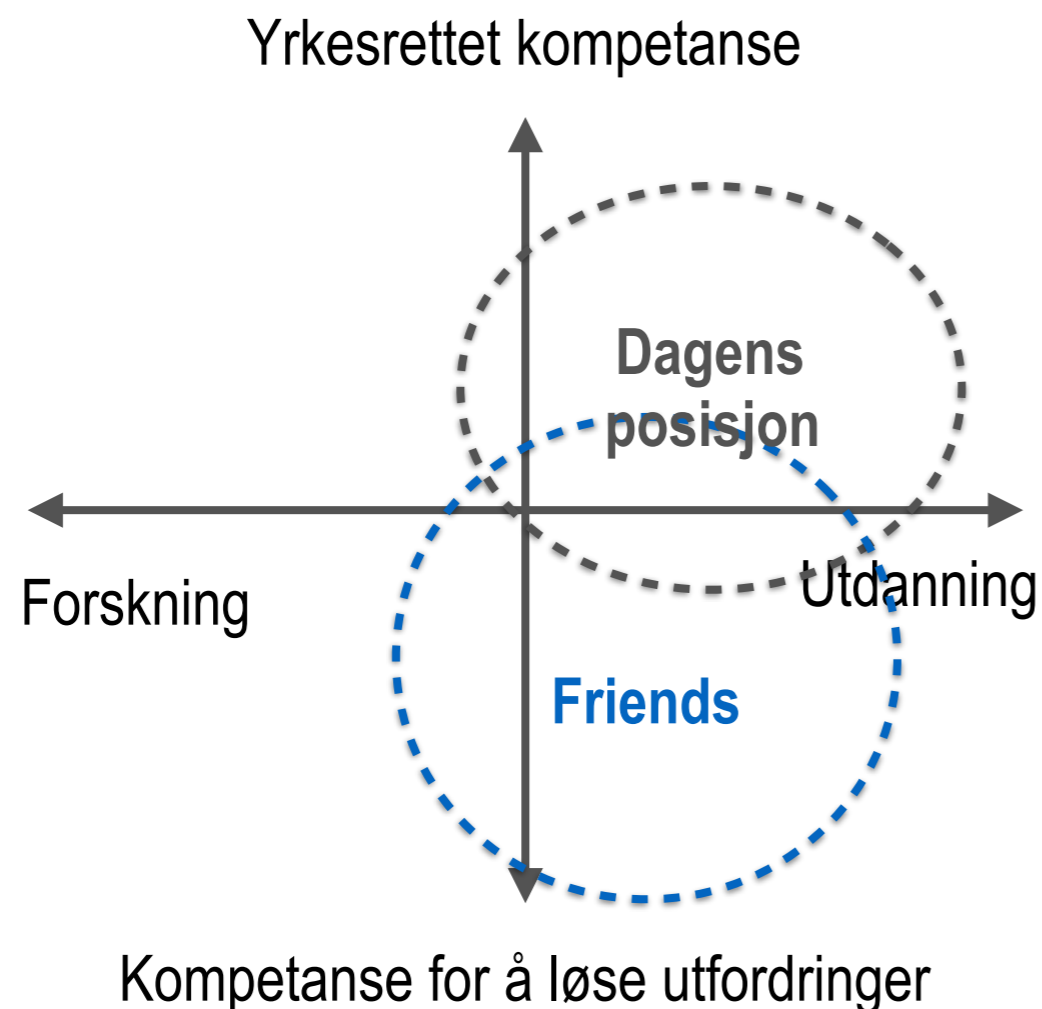 Yrkesrettet kompetanse
Dagens
posisjon
Forskning
Utdanning
Friends
Kompetanse for å løse utfordringer